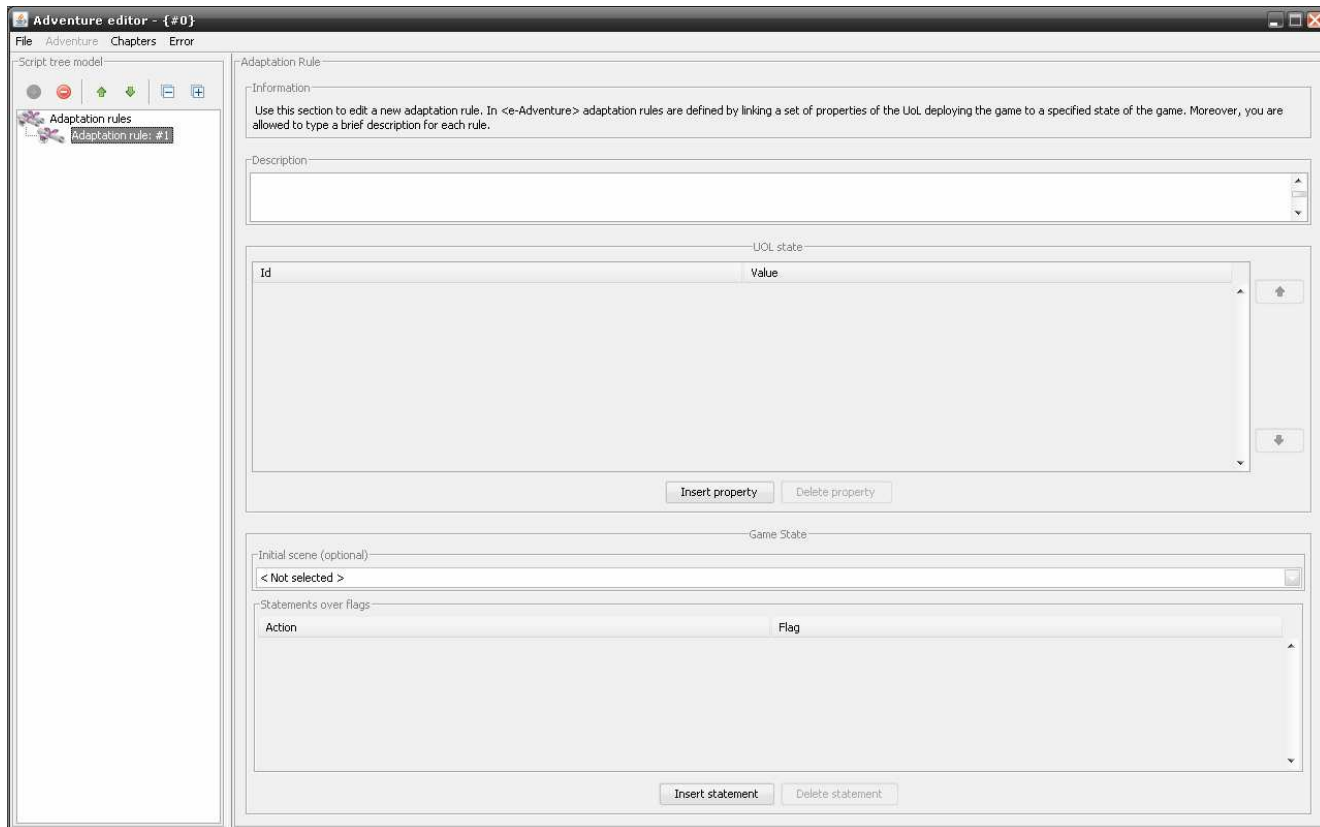 Adventure editor - {#0}
File Adventure Chapters Error
Script tree model
Adaptation rules
Adaptation rule: #1
Adaptation Rule
Information
Use this section to edit a new adaptation rule. In <e-Adventure> adaptation rules are defined by linking a set of properties of the UoL deploying the game to a specified state of the game. Moreover, you are
allowed to type a brief description for each rule.
Description
UOL state
Id Value
Insert property Delete property
Game State
Initial scene (optional)
< Not selected >
Statements over flags
Action Flag
Insert statement Delete statement